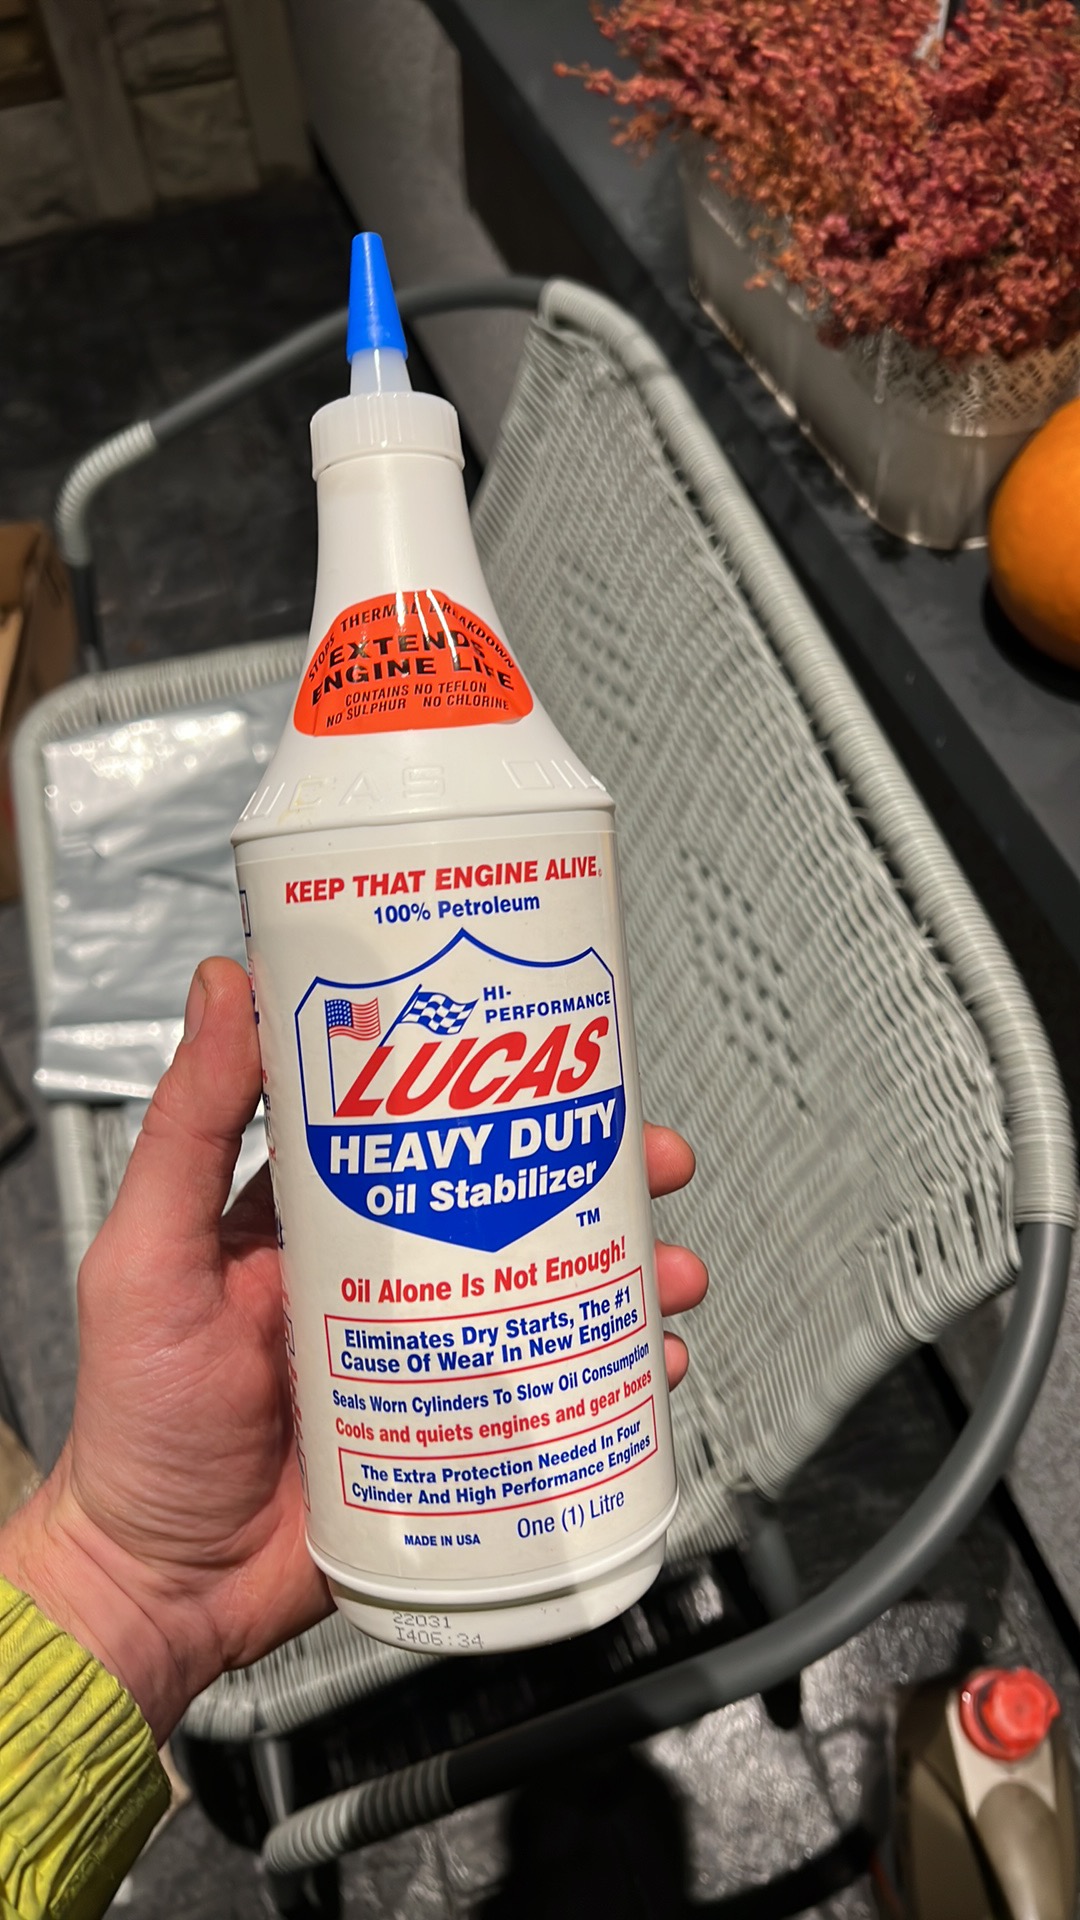 STOPS THERMAL BREAKDOWN
EXTENDS
ENGINE LIFE
CONTAINS NO TEFLON
NO SULPHUR NO CHLORINE
LUCAS OIL
KEEP THAT ENGINE ALIVE
100% Petroleum
HI-
PERFORMANCE
LUCAS
HEAVY DUTY
Oil Stabilizer
TM
Oil Alone Is Not Enough!
Eliminates Dry Starts, The #1
Cause Of Wear In New Engines
Seals Worn Cylinders To Slow Oil Consumption
Cools and quiets engines and gear boxes
The Extra Protection Needed In Four
Cylinder And High Performance Engines
MADE IN USA One (1) Litre
22031
I406:34